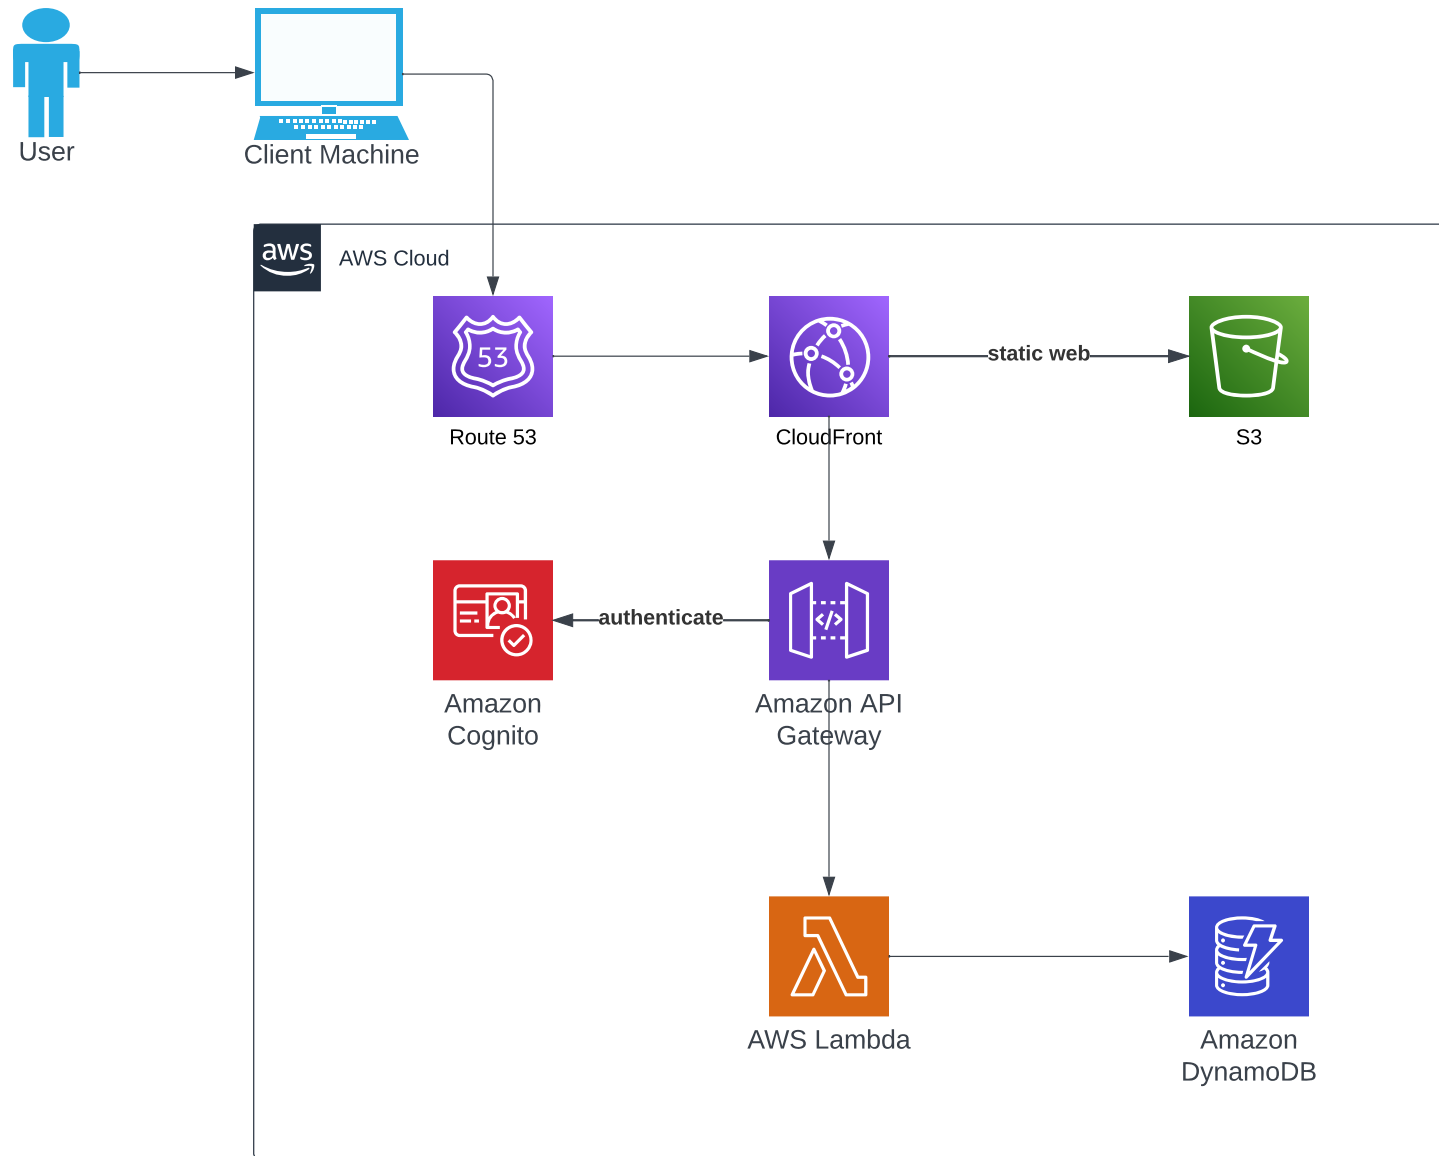 User
Client Machine
aws
AWS Cloud
53
static web
Route 53
CloudFront
S3
authenticate
Amazon
Cognito
Amazon API
Gateway
AWS Lambda
Amazon
DynamoDB